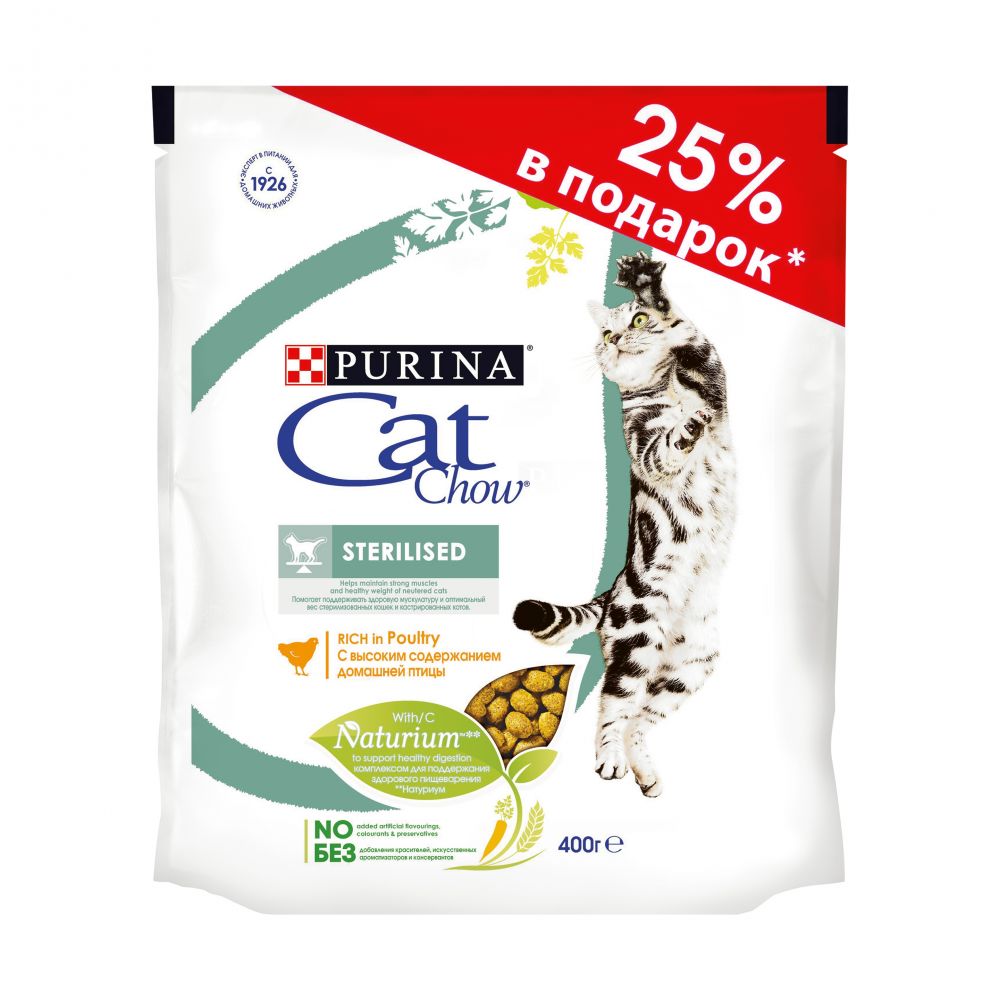 25%
в подарок*
ЭКСПЕРТ В ПИТАНИИ ДЛЯ
С
1926
ДОМАШНИХ ЖИВОТНЫХ
PURINA®
Cat
Chow®
STERILISED
Helps maintain strong muscles
and healthy weight of neutered cats
Помогает поддерживать здоровую мускулатуру и оптимальный
вес стерилизованных кошек и кастрированных котов.
RICH in Poultry
С высоким содержанием
домашней птицы
With/С
Naturium™**
to support healthy digestion
комплексом для поддержания
здорового пищеварения
**Натуриум
NO added artificial flavourings,
colourants & preservatives
БЕЗ добавления красителей, искусственных
ароматизаторов и консервантов
400г ℮